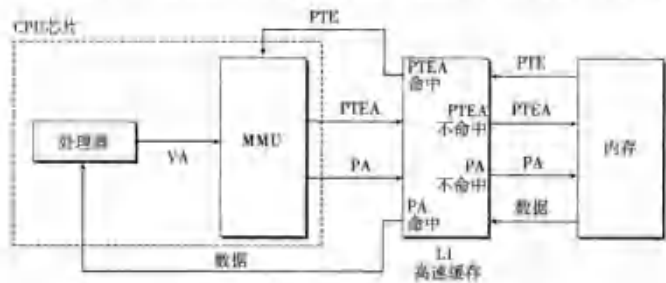 CPU芯片
PTE
处理器
VA
MMU
PTEA
PA
数据
PTEA
命中
PTEA
不命中
PA
不命中
PA
命中
L1
高速缓存
PTE
PTEA
PA
数据
内存